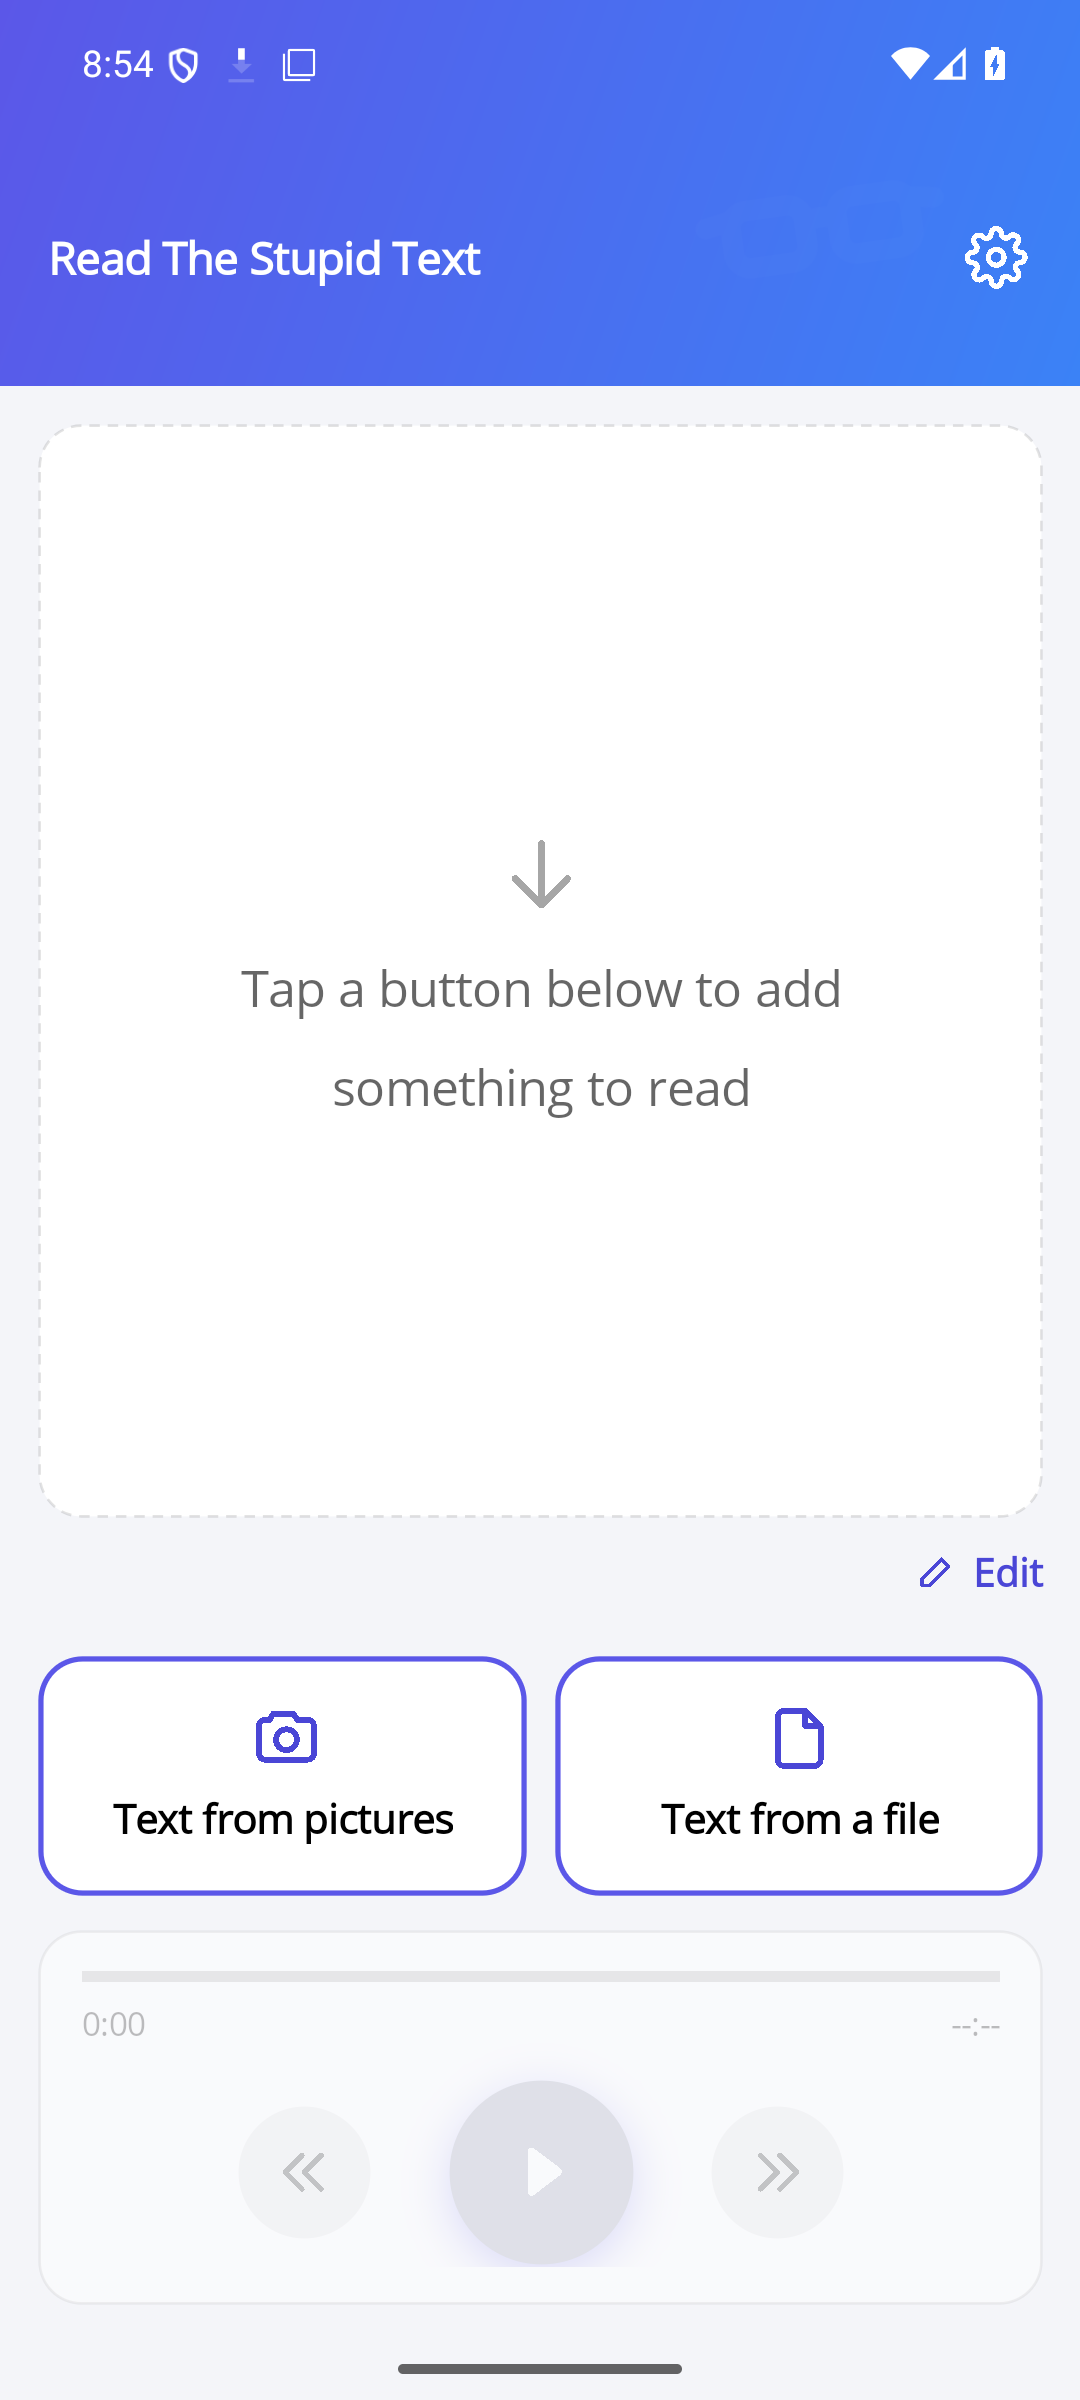 8:54
Read The Stupid Text
Tap a button below to add
something to read
Edit
Text from pictures
Text from a file
0:00
--:--